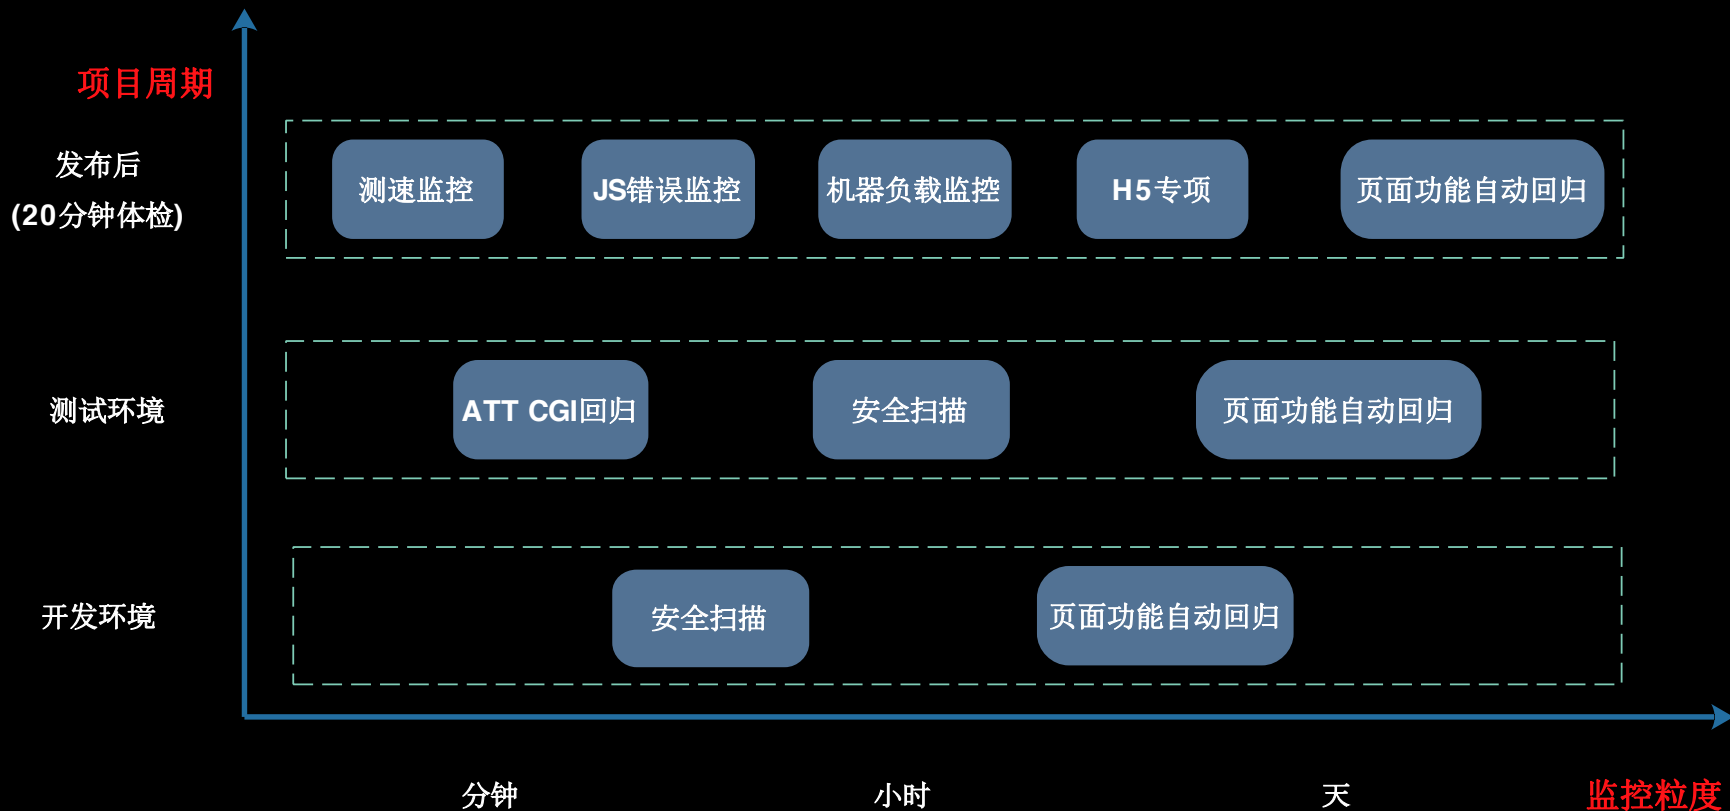 项目周期
发布后
(20分钟体检)
测速监控
JS错误监控
机器负载监控
H5专项
页面功能自动回归
测试环境
ATT CGI回归
安全扫描
页面功能自动回归
开发环境
安全扫描
页面功能自动回归
分钟
小时
天
监控粒度